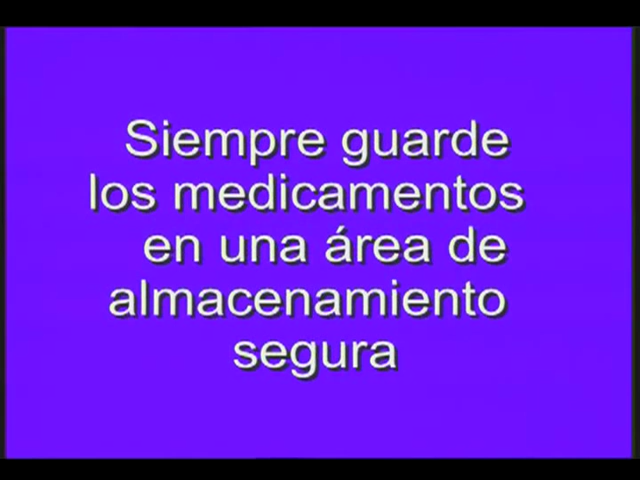 Siempre guarde
los medicamentos
en una área de
almacenamiento
segura